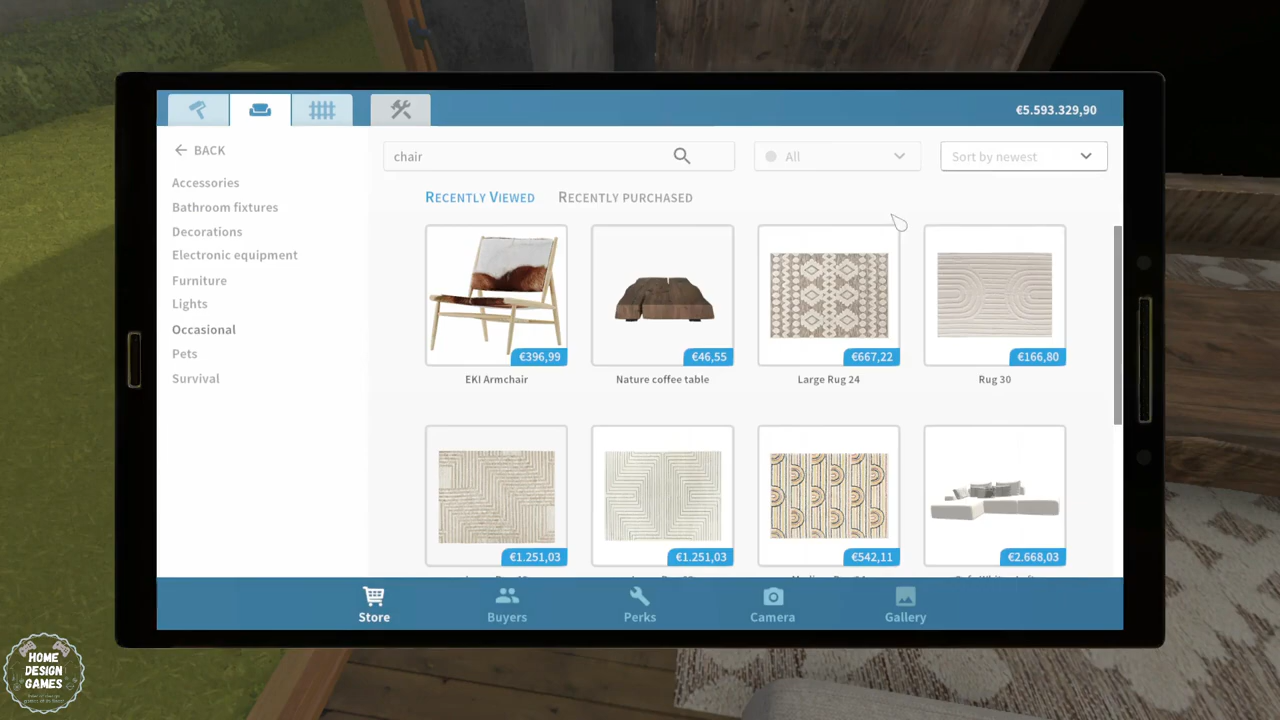 €5.593.329,90
BACK
Accessories
Bathroom fixtures
Decorations
Electronic equipment
Furniture
Lights
Occasional
Pets
Survival
chair
All
Sort by newest
RECENTLY VIEWED
RECENTLY PURCHASED
€396,99
€46,55
€667,22
€166,80
EKI Armchair
Nature coffee table
Large Rug 24
Rug 30
€1.251,03
€1.251,03
€542,11
€2.668,03
Store
Buyers
Perks
Camera
Gallery
HOME
DESIGN
GAMES